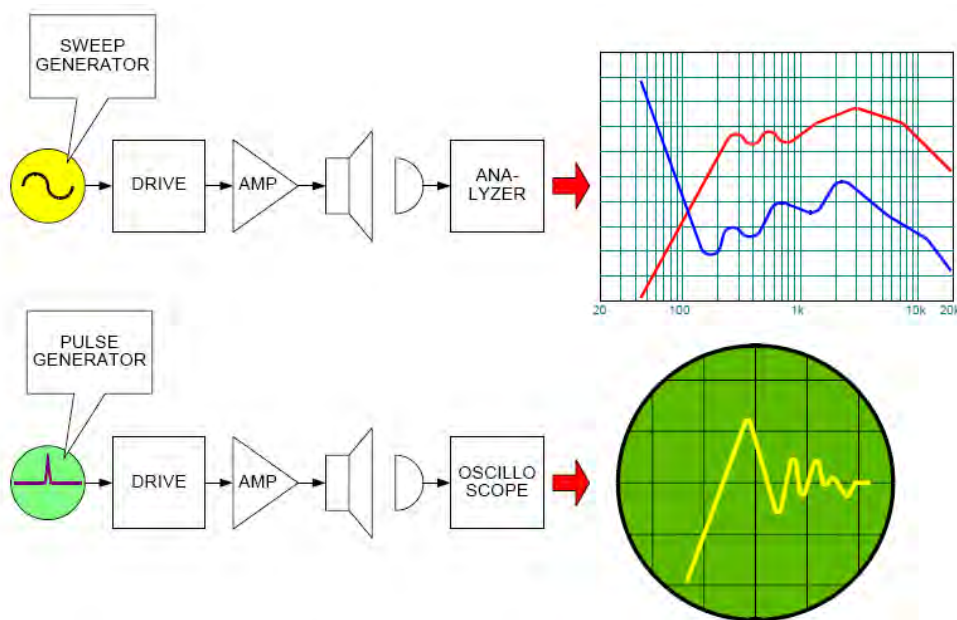 SWEEP
GENERATOR
DRIVE
AMP
ANA-
LYZER
20
100
1k
10k
20k
PULSE
GENERATOR
DRIVE
AMP
OSCILLO
SCOPE